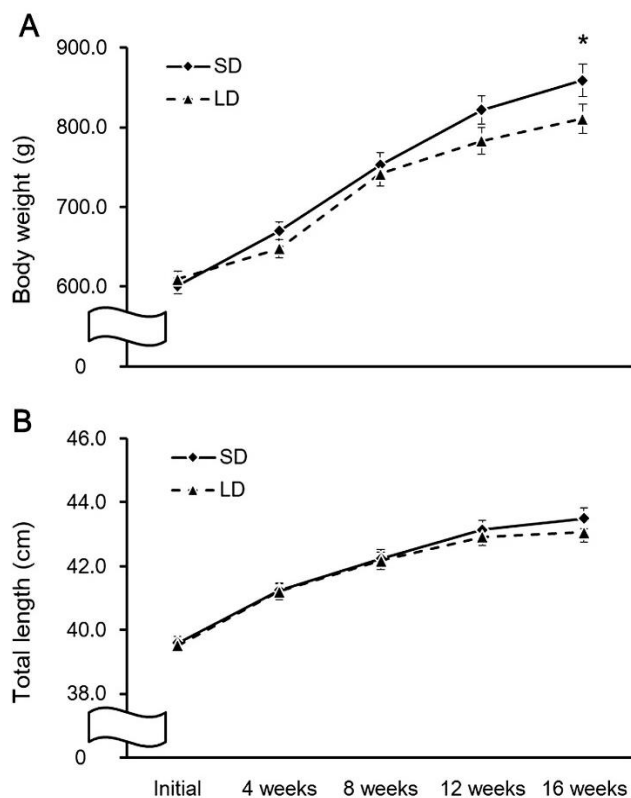 A
900.0
*
SD
LD
800.0
Body weight (g)
700.0
600.0
0
B
46.0
SD
LD
44.0
Total length (cm)
42.0
40.0
38.0
0
Initial 4 weeks 8 weeks 12 weeks 16 weeks